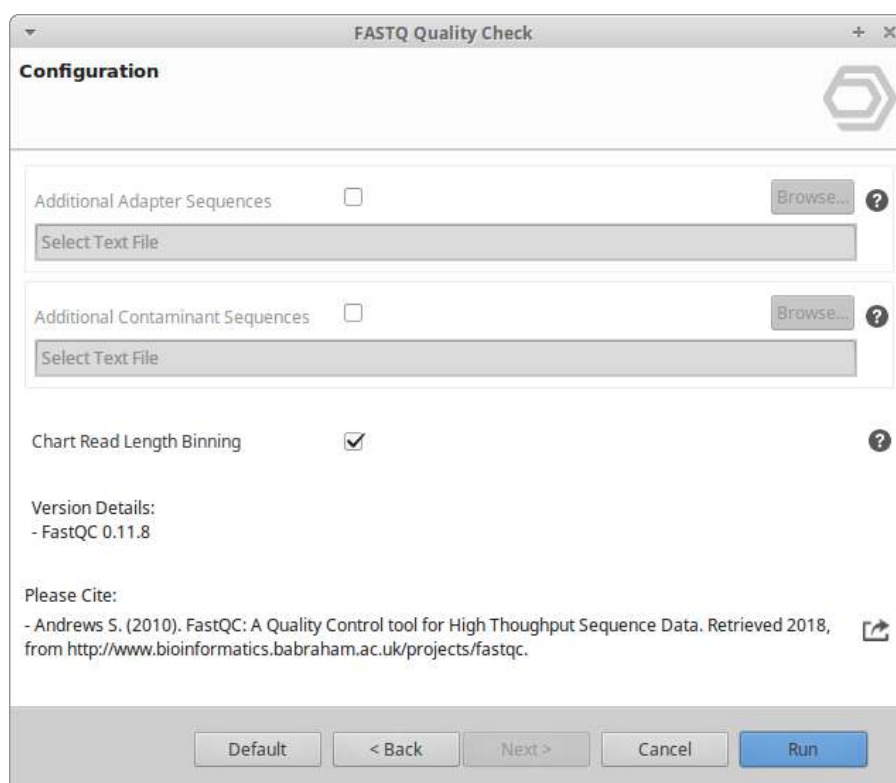 FASTQ Quality Check
Configuration
Additional Adapter Sequences
Browse...
Select Text File
Additional Contaminant Sequences
Browse...
Select Text File
Chart Read Length Binning
Version Details:
- FastQC 0.11.8
Please Cite:
- Andrews S. (2010). FastQC: A Quality Control tool for High Thoughput Sequence Data. Retrieved 2018,
from http://www.bioinformatics.babraham.ac.uk/projects/fastqc.
Default
< Back
Next >
Cancel
Run